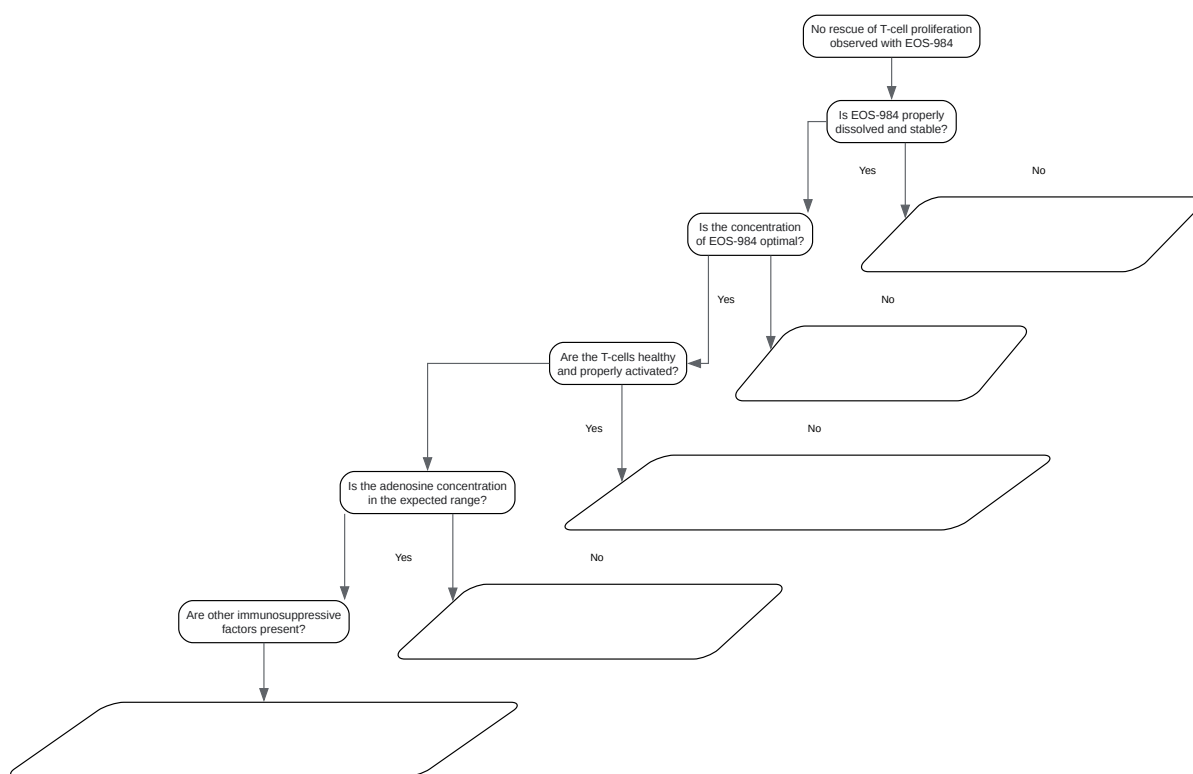 No rescue of T-cell proliferation
observed with EOS-984
Is EOS-984 properly
dissolved and stable?
Yes
No
Is the concentration
of EOS-984 optimal?
Yes
No
Are the T-cells healthy
and properly activated?
Yes
No
Is the adenosine concentration
in the expected range?
Yes
No
Are other immunosuppressive
factors present?